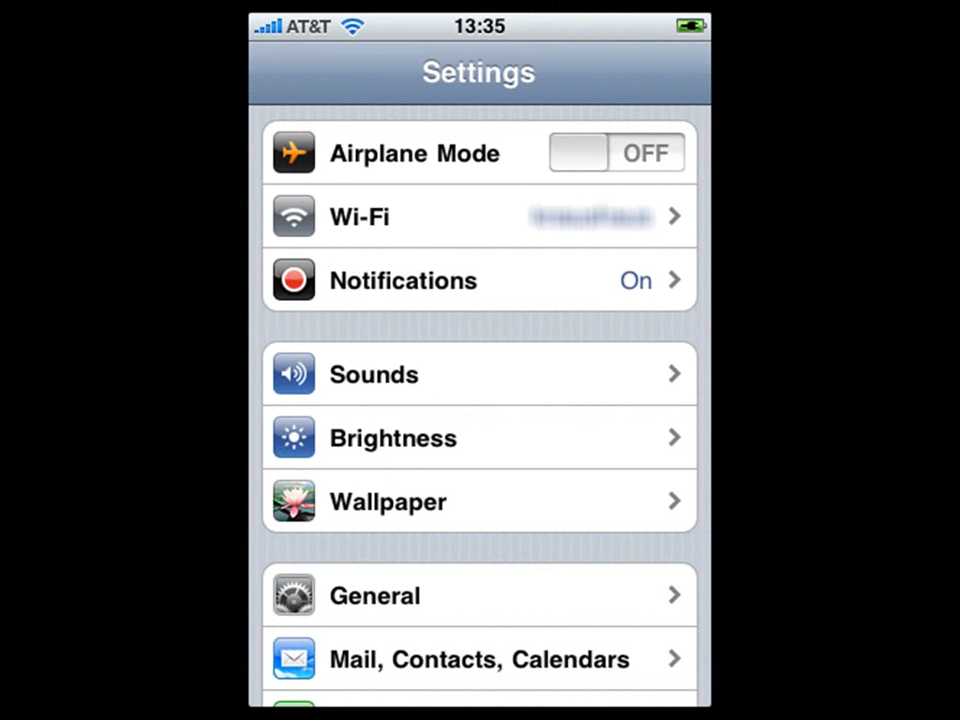 AT&T 13:35
Settings
Airplane Mode OFF
Wi-Fi
Notifications On
Sounds
Brightness
Wallpaper
General
Mail, Contacts, Calendars